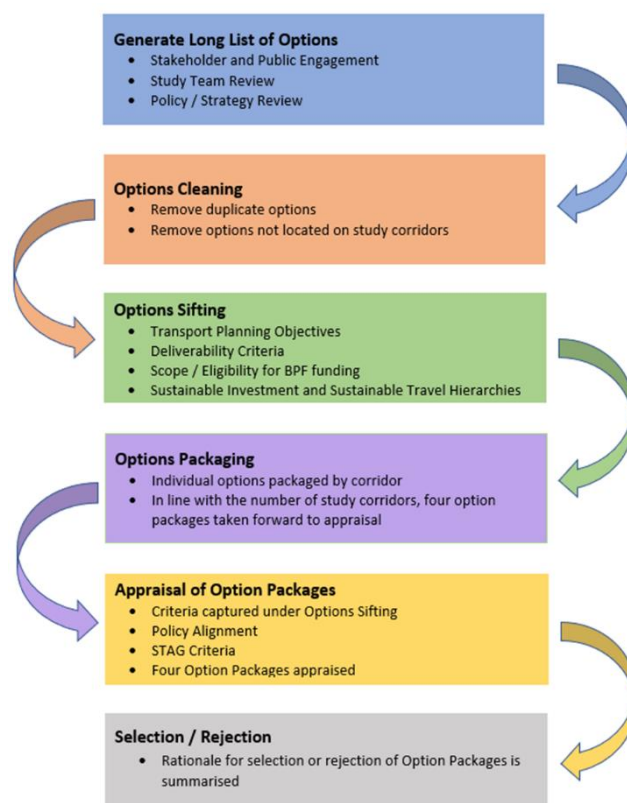 Generate Long List of Options
• Stakeholder and Public Engagement
• Study Team Review
• Policy / Strategy Review
Options Cleaning
• Remove duplicate options
• Remove options not located on study corridors
Options Sifting
• Transport Planning Objectives
• Deliverability Criteria
• Scope / Eligibility for BPF funding
• Sustainable Investment and Sustainable Travel Hierarchies
Options Packaging
• Individual options packaged by corridor
• In line with the number of study corridors, four option
packages taken forward to appraisal
Appraisal of Option Packages
• Criteria captured under Options Sifting
• Policy Alignment
• STAG Criteria
• Four Option Packages appraised
Selection / Rejection
• Rationale for selection or rejection of Option Packages is
summarised